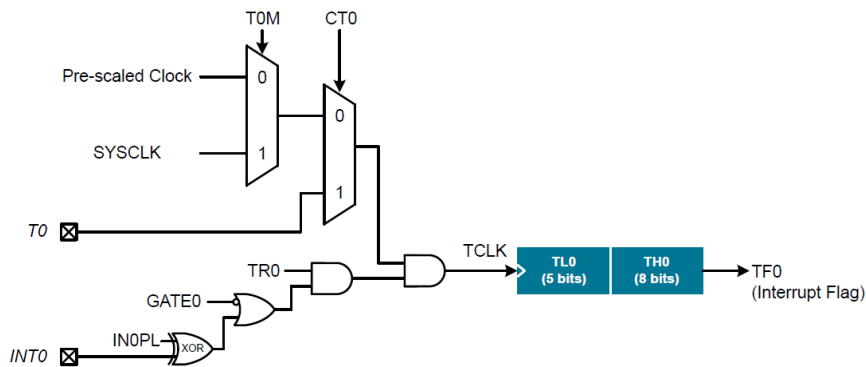 T0M
CT0
Pre-scaled Clock
0
0
SYSCLK
1
1
T0
TCLK
TL0
(5 bits)
TH0
(8 bits)
TF0
(Interrupt Flag)
TR0
GATE0
IN0PL
XOR
INT0